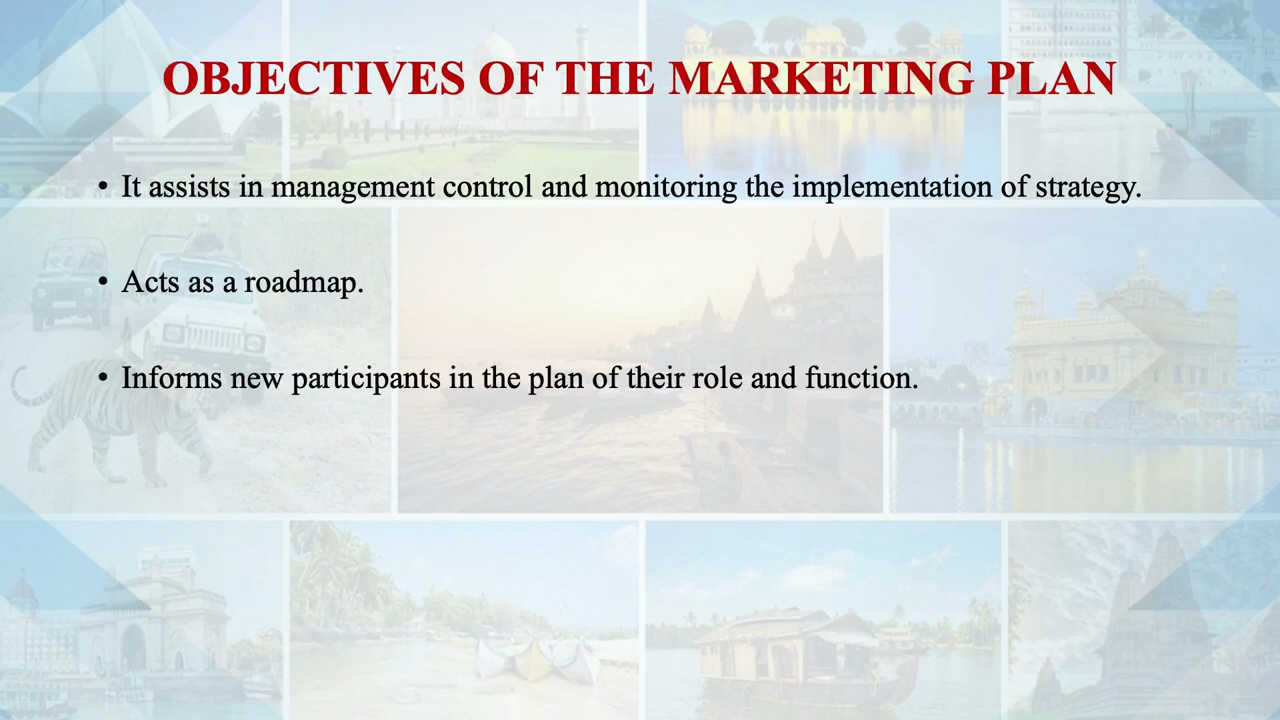 OBJECTIVES OF THE MARKETING PLAN
• It assists in management control and monitoring the implementation of strategy.
• Acts as a roadmap.
• Informs new participants in the plan of their role and function.